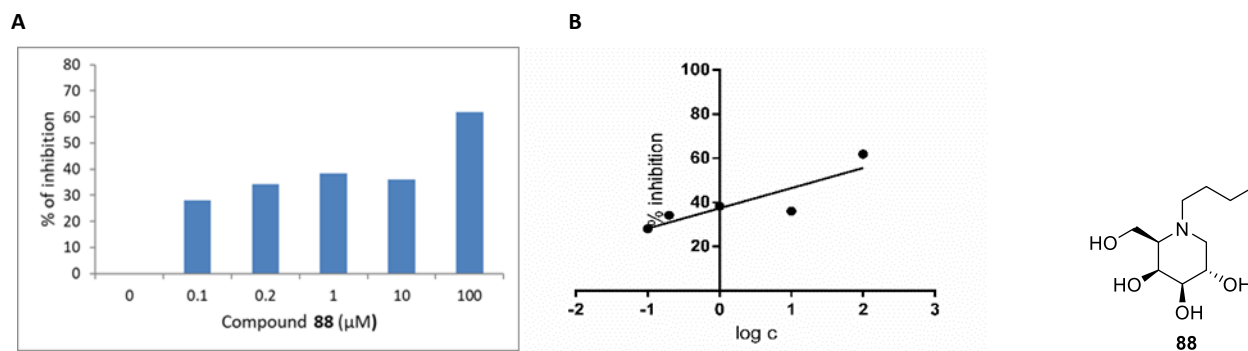 A
80
70
60
50
40
30
20
10
0
% of inhibition
0 0.1 0.2 1 10 100
Compound 88 (µM)
B
100
80
60
40
20
% inhibition
-2 -1 0 1 2 3
log c
N
HO
HO
OH
OH
88